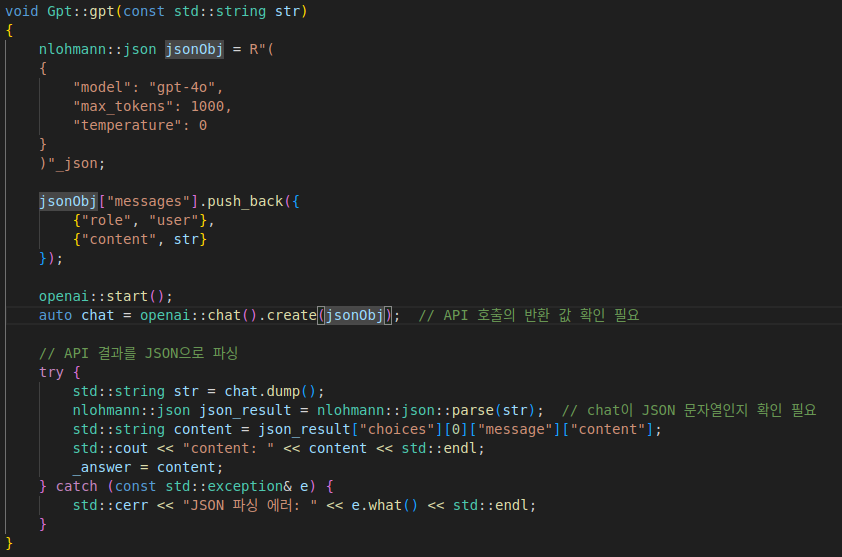 void Gpt::gpt(const std::string str)
{
    nlohmann::json jsonObj = R"(
    {
        "model": "gpt-4o",
        "max_tokens": 1000,
        "temperature": 0
    }
    )"_json;

    jsonObj["messages"].push_back({
        {"role", "user"},
        {"content", str}
    });

    openai::start();
    auto chat = openai::chat().create(jsonObj);  // API 호출의 반환 값 확인 필요

    // API 결과를 JSON으로 파싱
    try {
        std::string str = chat.dump();
        nlohmann::json json_result = nlohmann::json::parse(str);  // chat이 JSON 문자열인지 확인 필요
        std::string content = json_result["choices"][0]["message"]["content"];
        std::cout << "content: " << content << std::endl;
        _answer = content;
    } catch (const std::exception& e) {
        std::cerr << "JSON 파싱 에러: " << e.what() << std::endl;
    }
}